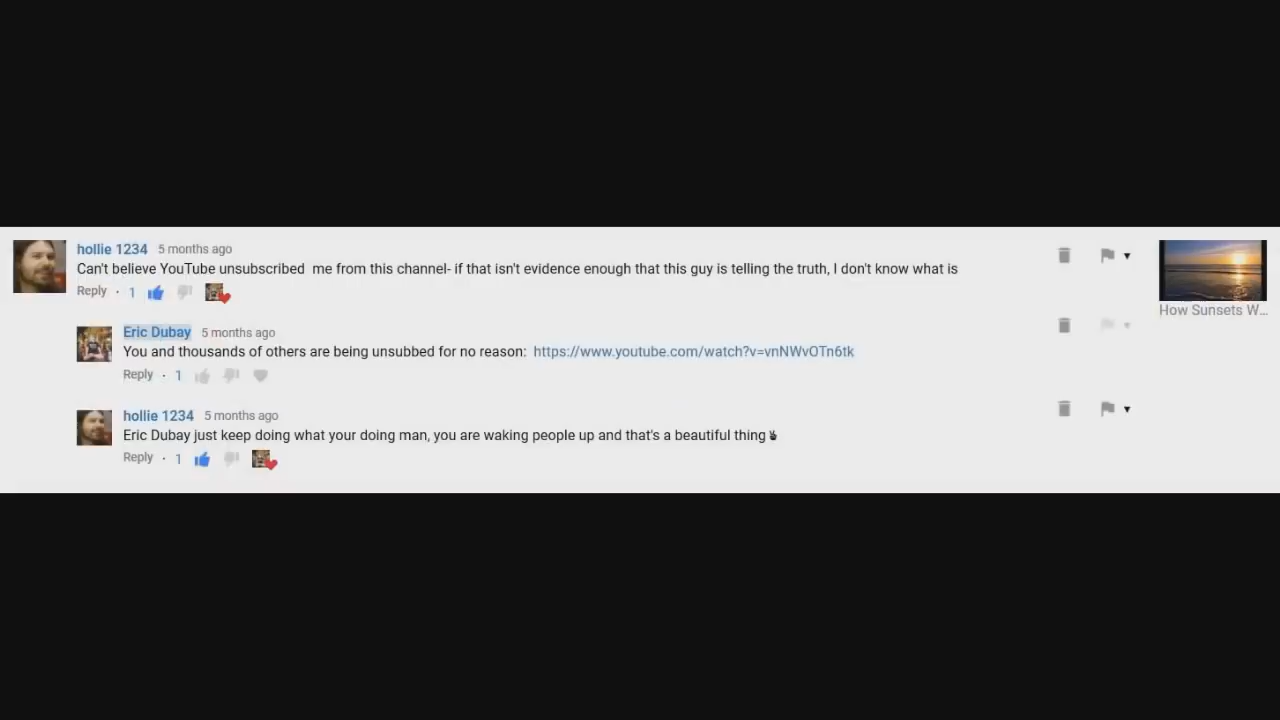 hollie 1234 5 months ago
Can't believe YouTube unsubscribed  me from this channel- if that isn't evidence enough that this guy is telling the truth, I don't know what is
Reply · 1
How Sunsets W...
Eric Dubay 5 months ago
You and thousands of others are being unsubbed for no reason:  https://www.youtube.com/watch?v=vnNWvOTn6tk
Reply · 1
hollie 1234 5 months ago
Eric Dubay just keep doing what your doing man, you are waking people up and that's a beautiful thing✌
Reply · 1